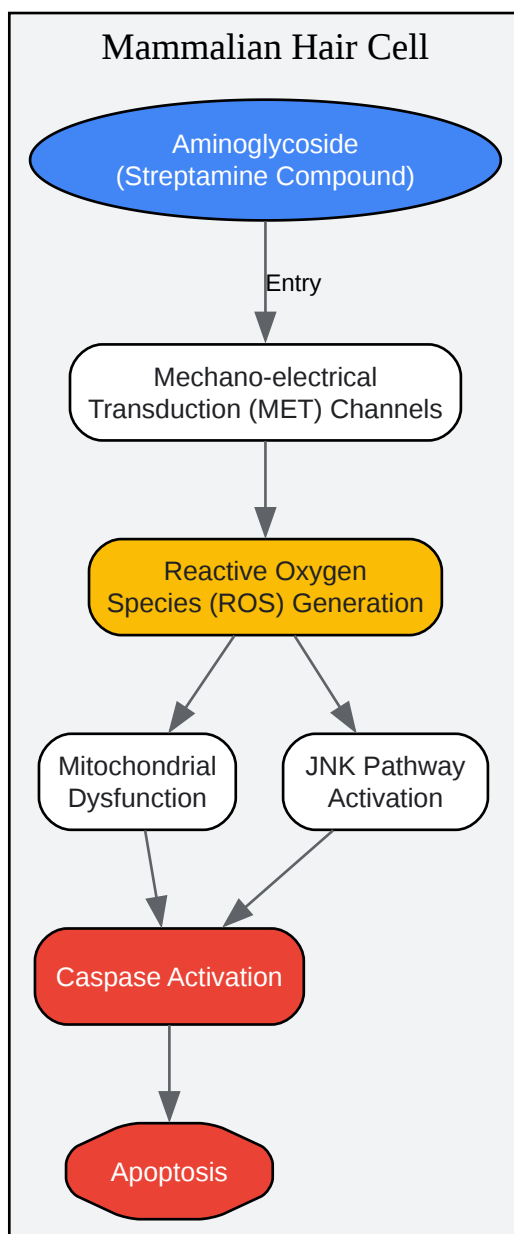 Mammalian Hair Cell
Aminoglycoside
(Streptamine Compound)
Entry
Mechano-electrical
Transduction (MET) Channels
Reactive Oxygen
Species (ROS) Generation
Mitochondrial
Dysfunction
JNK Pathway
Activation
Caspase Activation
Apoptosis